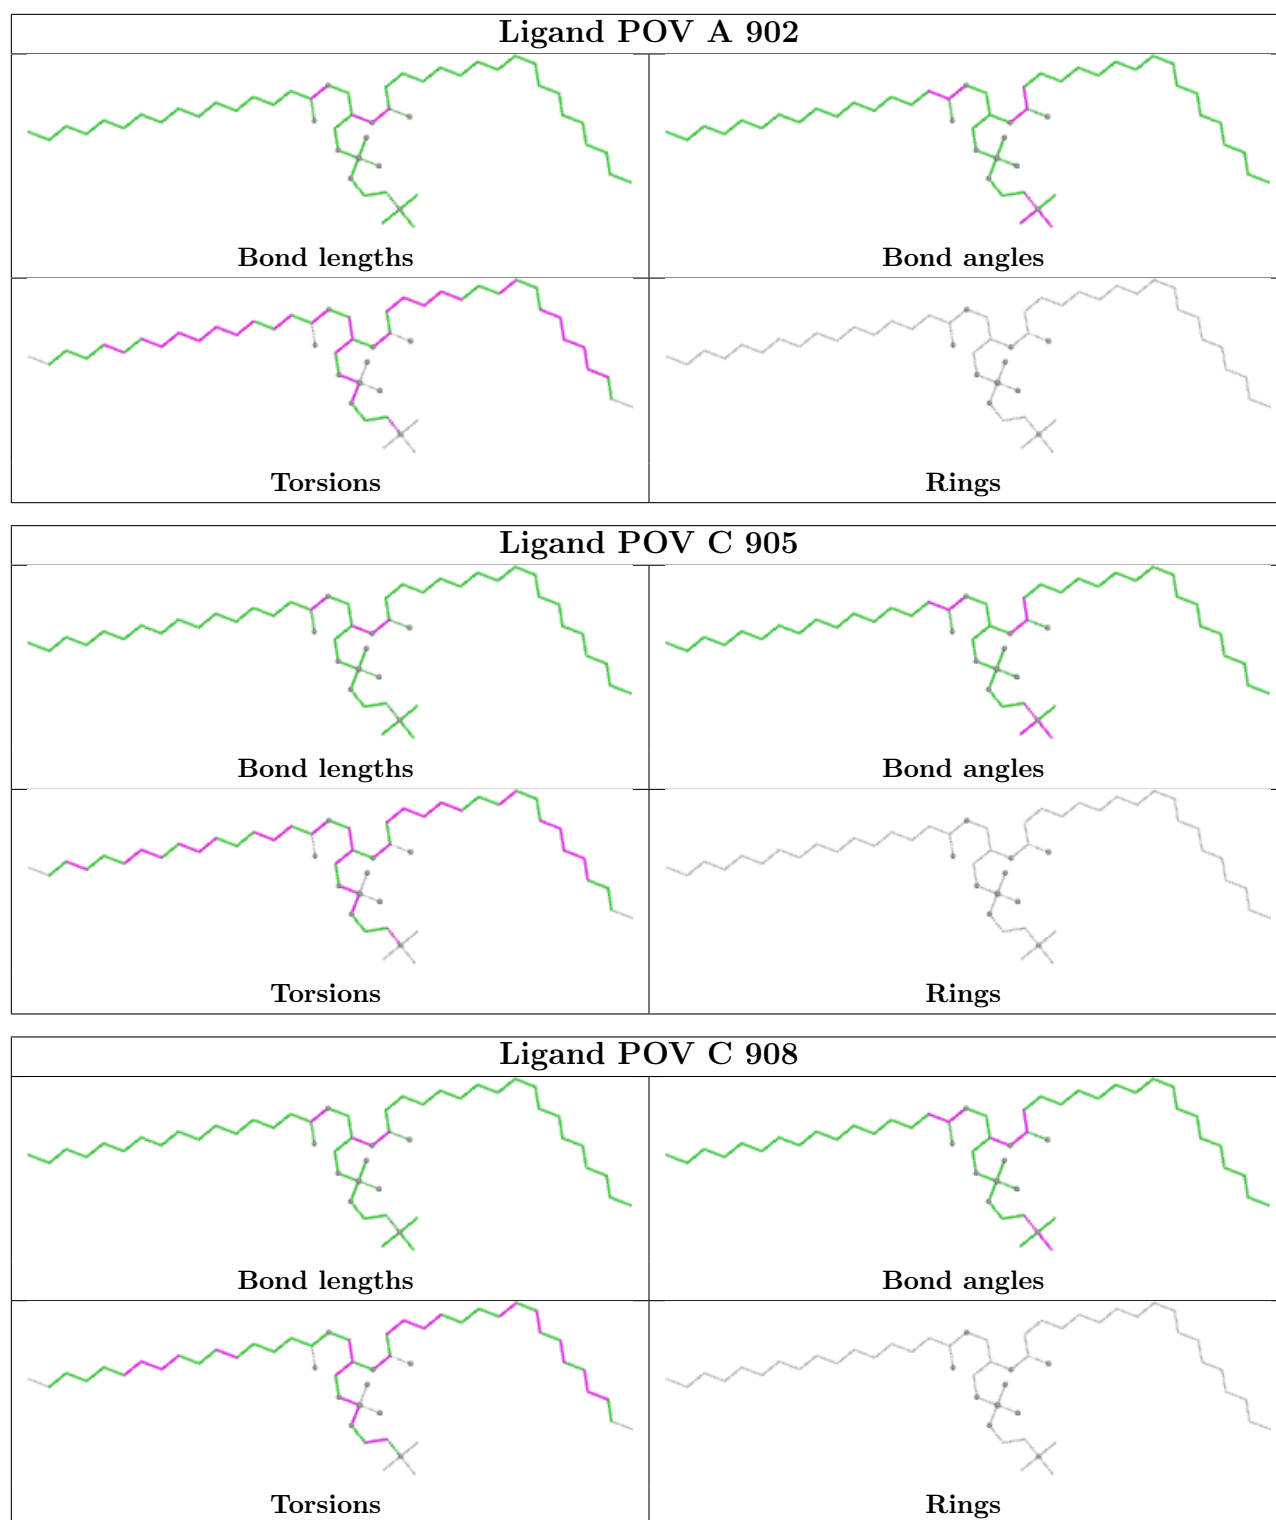 Ligand POV A 902
Bond lengths
Bond angles
Torsions
Rings
Ligand POV C 905
Bond lengths
Bond angles
Torsions
Rings
Ligand POV C 908
Bond lengths
Bond angles
Torsions
Rings